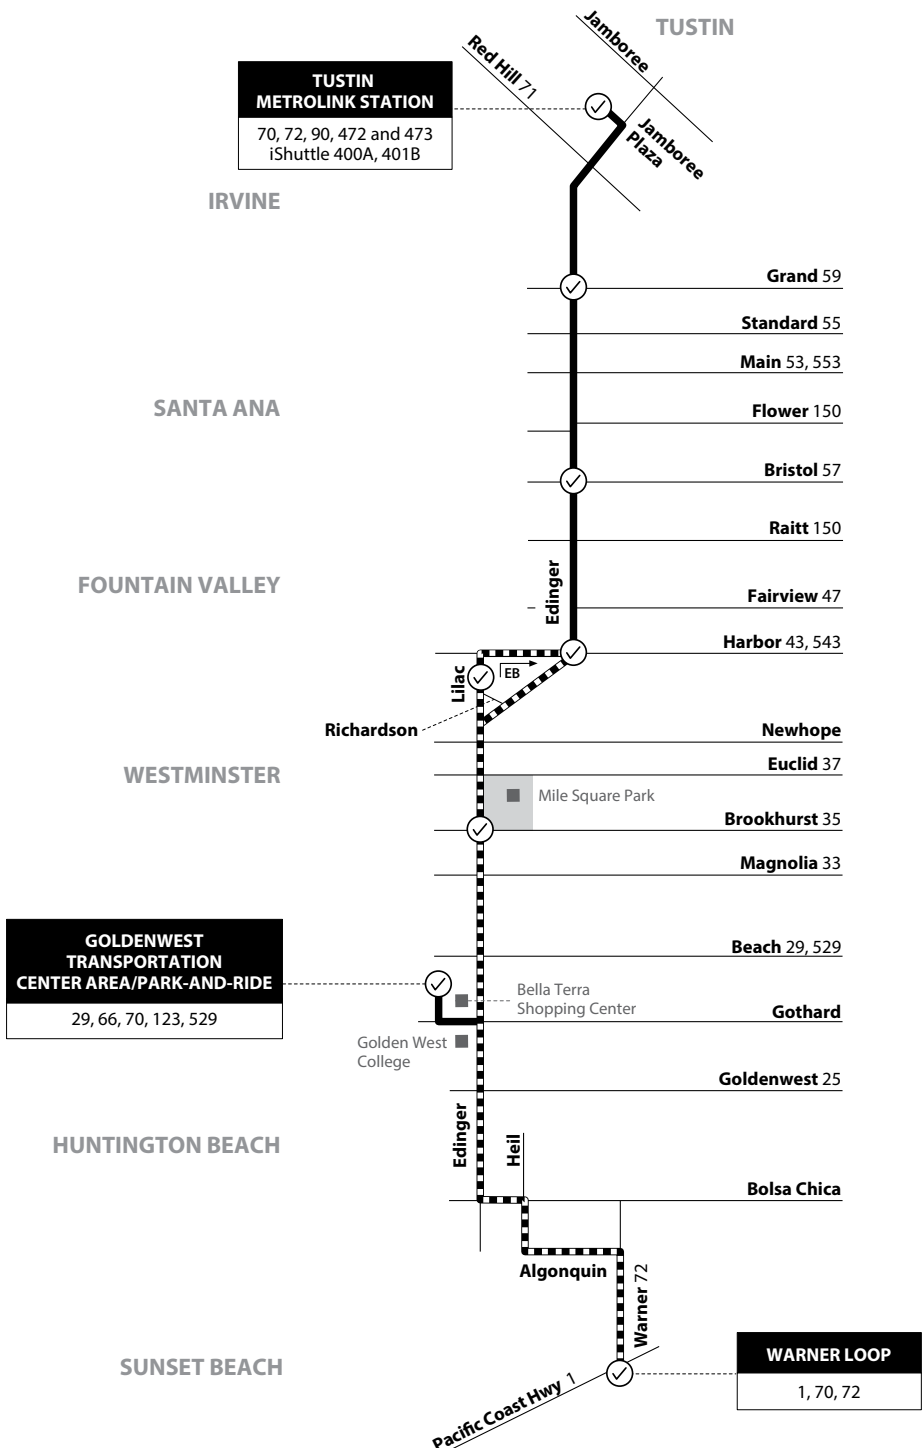 TUSTIN
Jamboree
Red Hill 71
TUSTIN
METROLINK STATION
70, 72, 90, 472 and 473
iShuttle 400A, 401B
Jamboree
Plaza
IRVINE
Grand 59
Standard 55
Main 53, 553
SANTA ANA
Flower 150
Bristol 57
Raitt 150
Edinger
FOUNTAIN VALLEY
Fairview 47
Harbor 43, 543
EB
Lilac
Richardson
Newhope
Euclid 37
WESTMINSTER
Mile Square Park
Brookhurst 35
Magnolia 33
GOLDENWEST
TRANSPORTATION
CENTER AREA/PARK-AND-RIDE
29, 66, 70, 123, 529
Beach 29, 529
Bella Terra
Shopping Center
Gothard
Golden West
College
Goldenwest 25
Edinger
Heil
HUNTINGTON BEACH
Bolsa Chica
Algonquin
Warner 72
SUNSET BEACH
WARNER LOOP
1, 70, 72
Pacific Coast Hwy 1